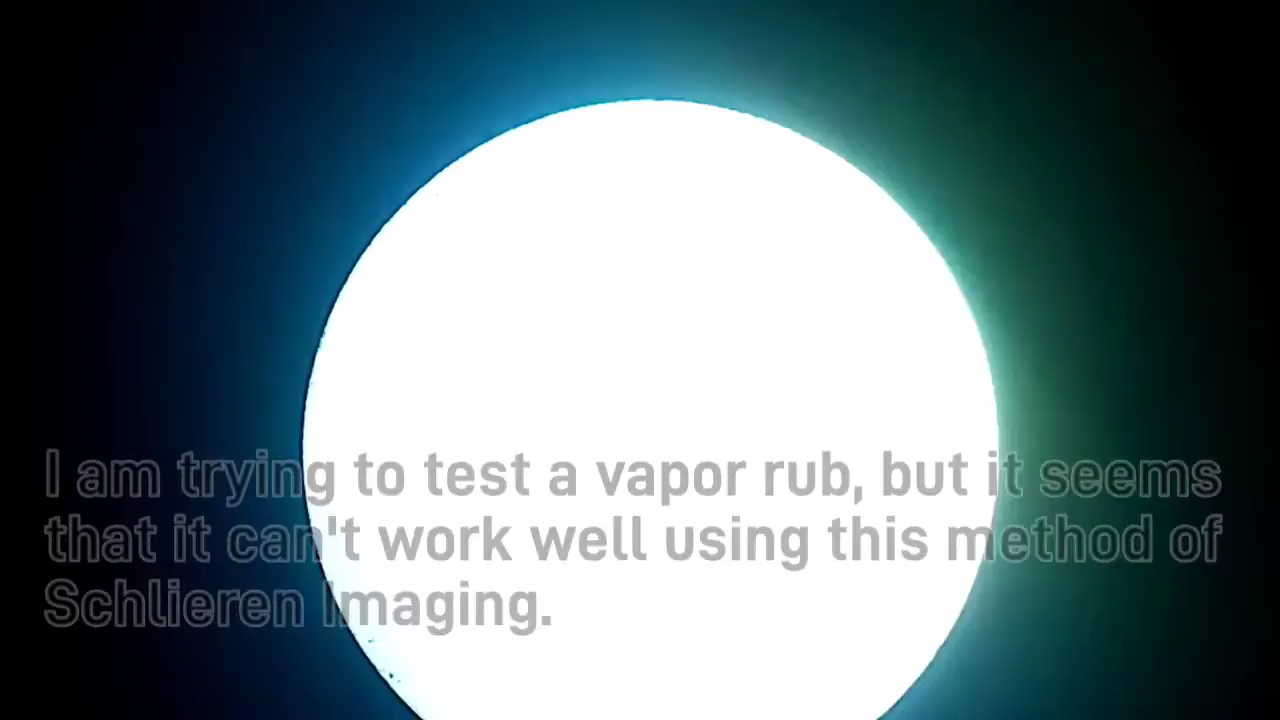 I am trying to test a vapor rub, but it seems
that it can't work well using this method of
Schlieren Imaging.